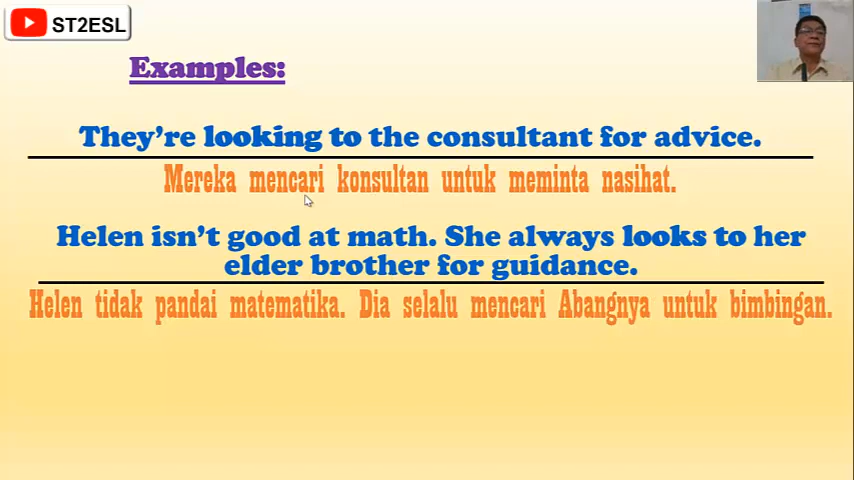 ST2ESL
Examples:
They're looking to the consultant for advice.
Mereka mencari konsultan untuk meminta nasihat.
Helen isn't good at math. She always looks to her
elder brother for guidance.
Helen tidak pandai matematika. Dia selalu mencari Abangnya untuk bimbingan.